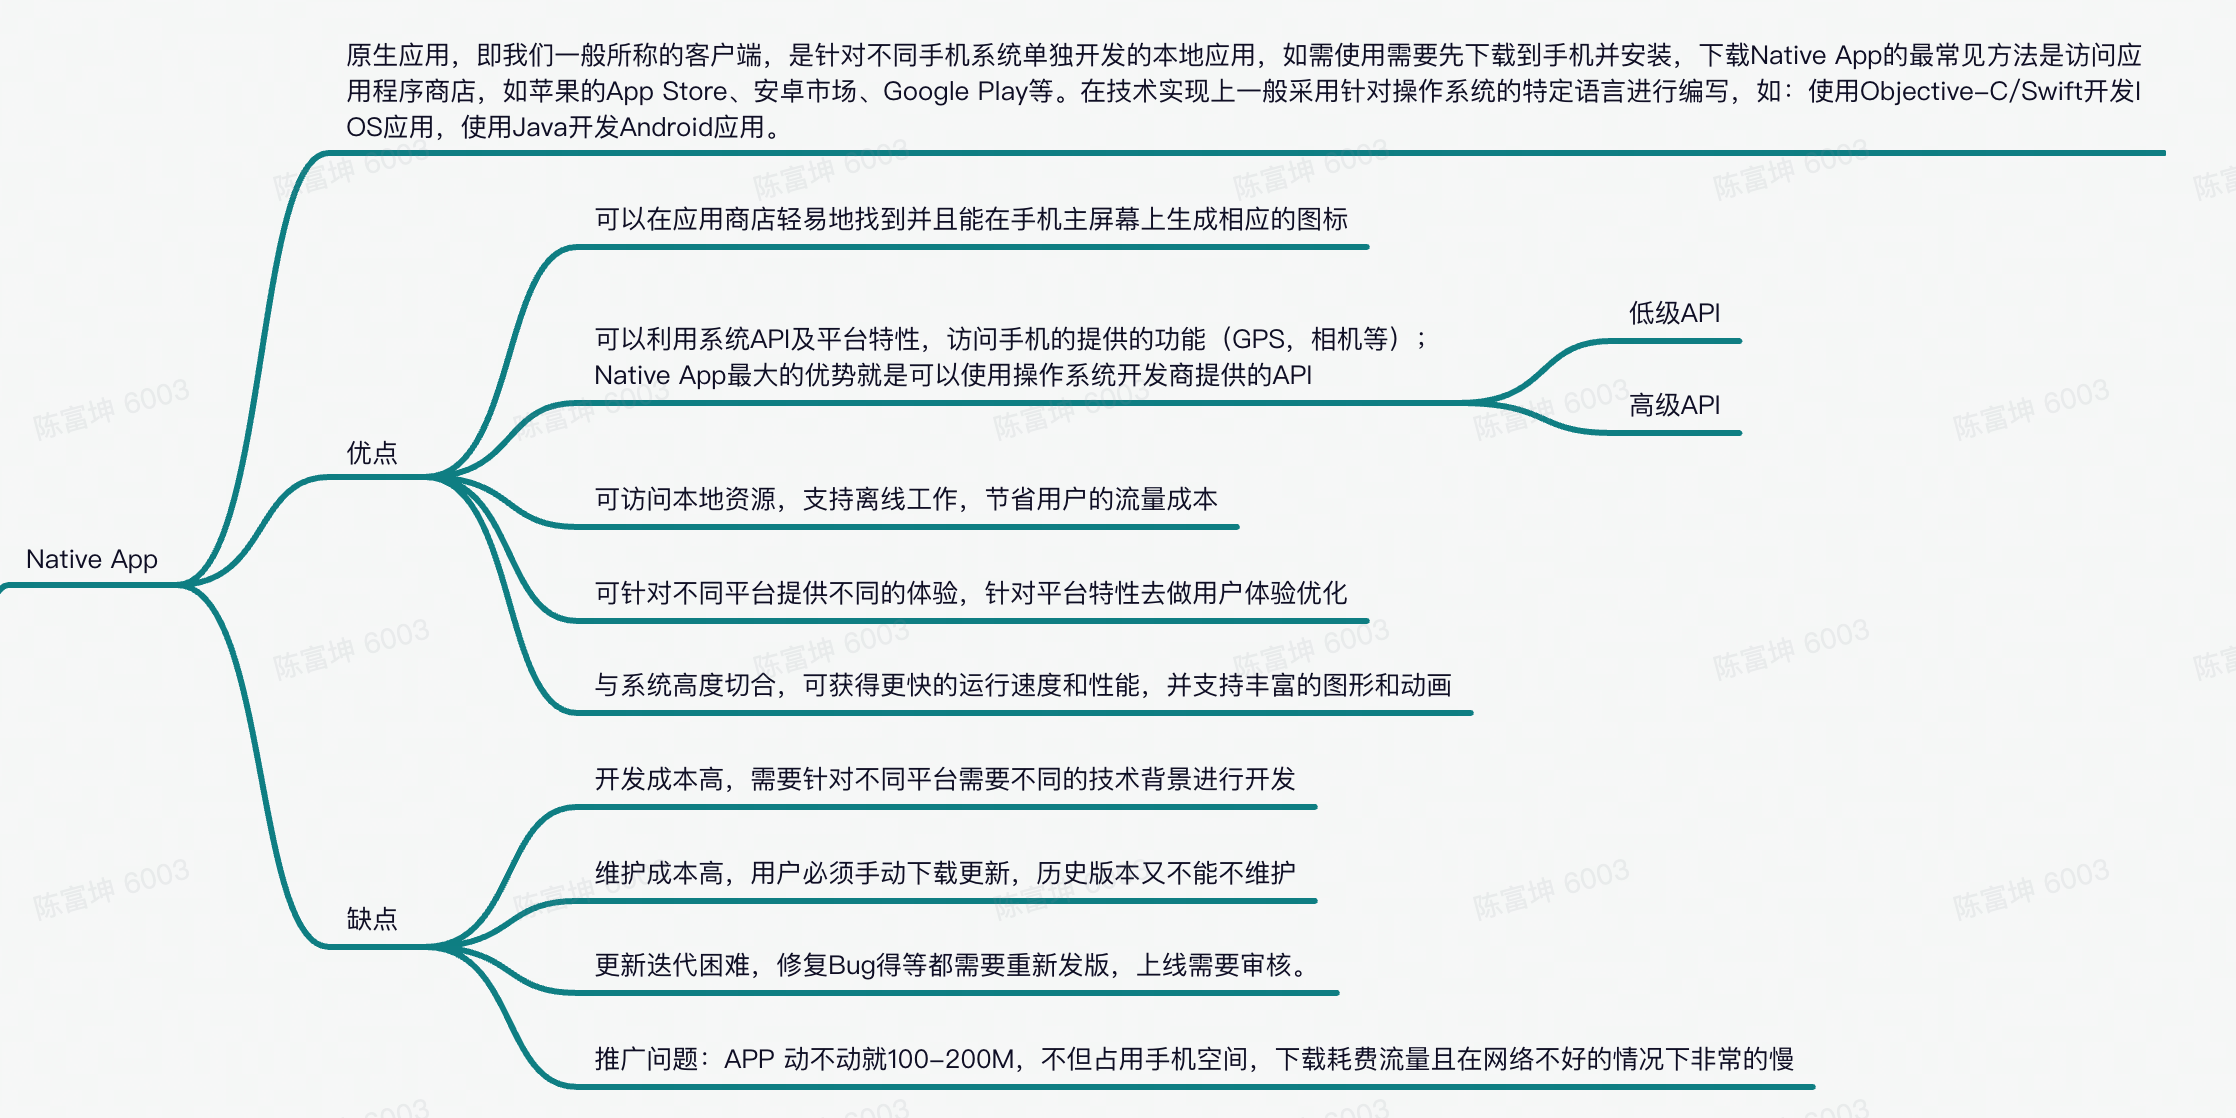 原生应用，即我们一般所称的客户端，是针对不同手机系统单独开发的本地应用，如需使用需要先下载到手机并安装，下载Native App的最常见方法是访问应
用程序商店，如苹果的App Store、安卓市场、Google Play等。在技术实现上一般采用针对操作系统的特定语言进行编写，如：使用Objective-C/Swift开发I
OS应用，使用Java开发Android应用。
可以在应用商店轻易地找到并且能在手机主屏幕上生成相应的图标
低级API
可以利用系统API及平台特性，访问手机的提供的功能（GPS，相机等）；
Native App最大的优势就是可以使用操作系统开发商提供的API
高级API
优点
可访问本地资源，支持离线工作，节省用户的流量成本
Native App
可针对不同平台提供不同的体验，针对平台特性去做用户体验优化
与系统高度切合，可获得更快的运行速度和性能，并支持丰富的图形和动画
开发成本高，需要针对不同平台需要不同的技术背景进行开发
维护成本高，用户必须手动下载更新，历史版本又不能不维护
缺点
更新迭代困难，修复Bug得等都需要重新发版，上线需要审核。
推广问题：APP 动不动就100-200M，不但占用手机空间，下载耗费流量且在网络不好的情况下非常的慢
陈富坤 6003